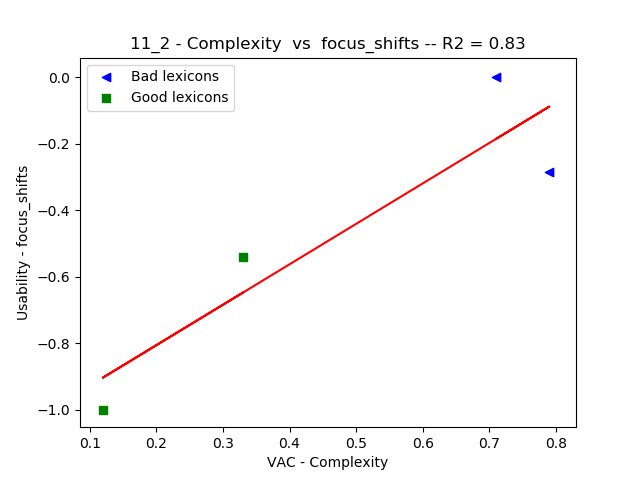 11_2 - Complexity  vs  focus_shifts -- R2 = 0.83
Bad lexicons
Good lexicons
Usability - focus_shifts
0.0
−0.2
−0.4
−0.6
−0.8
−1.0
0.1 0.2 0.3 0.4 0.5 0.6 0.7 0.8
VAC - Complexity